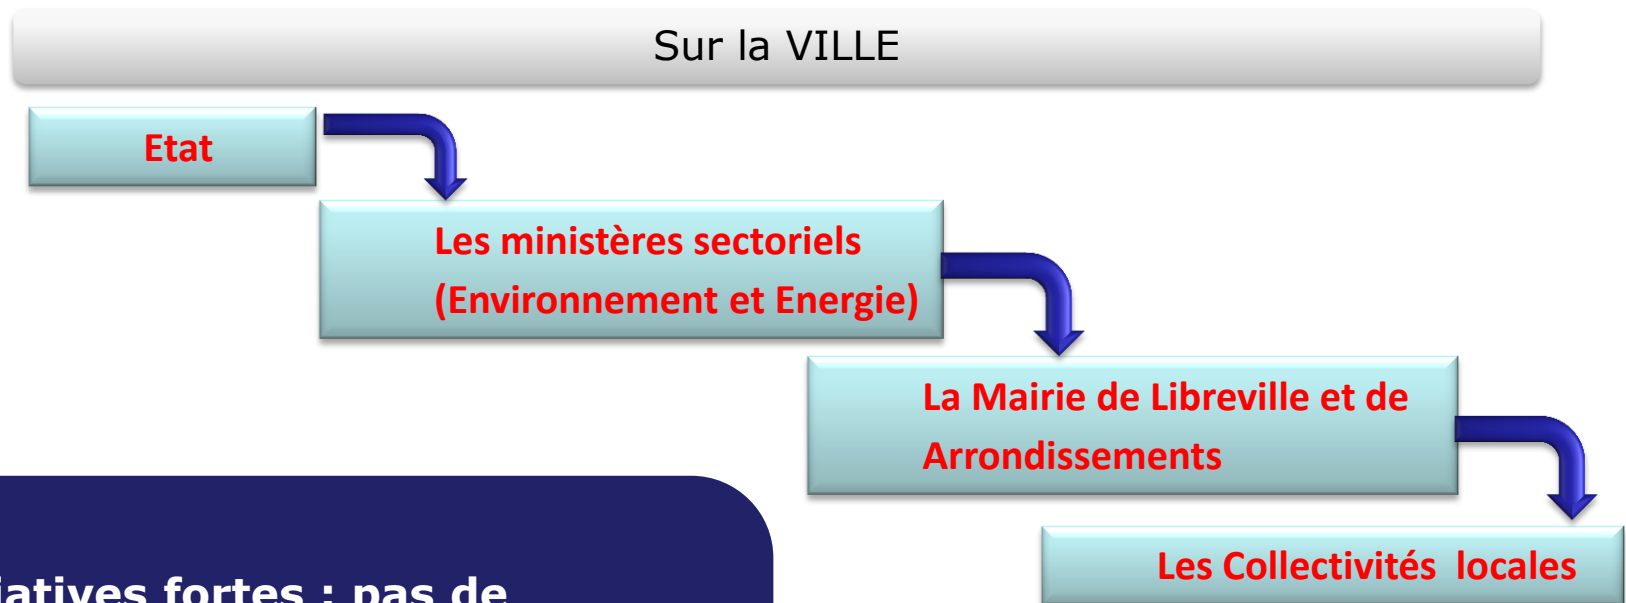 Sur la VILLE
Etat
Les ministères sectoriels
(Environnement et Energie)
La Mairie de Libreville et de
Arrondissements
Les Collectivités locales
fortes : pas de